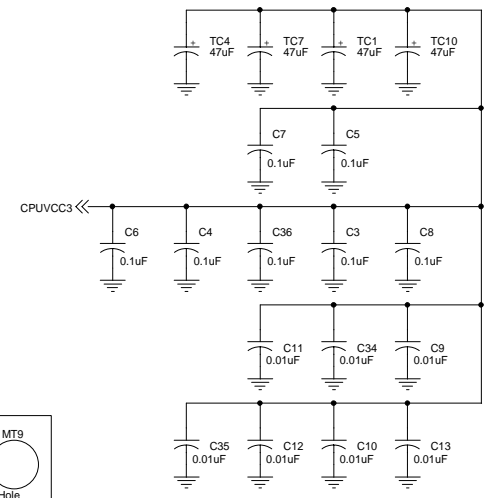 TC4 TC7 TC1 TC10
47uF 47uF 47uF 47uF
C7 C5
0.1uF 0.1uF
CPUVCC3
C6 C4 C36 C3 C8
0.1uF 0.1uF 0.1uF 0.1uF 0.1uF
C11 C34 C9
0.01uF 0.01uF 0.01uF
C35 C12 C10 C13
0.01uF 0.01uF 0.01uF 0.01uF
MT9
Hole